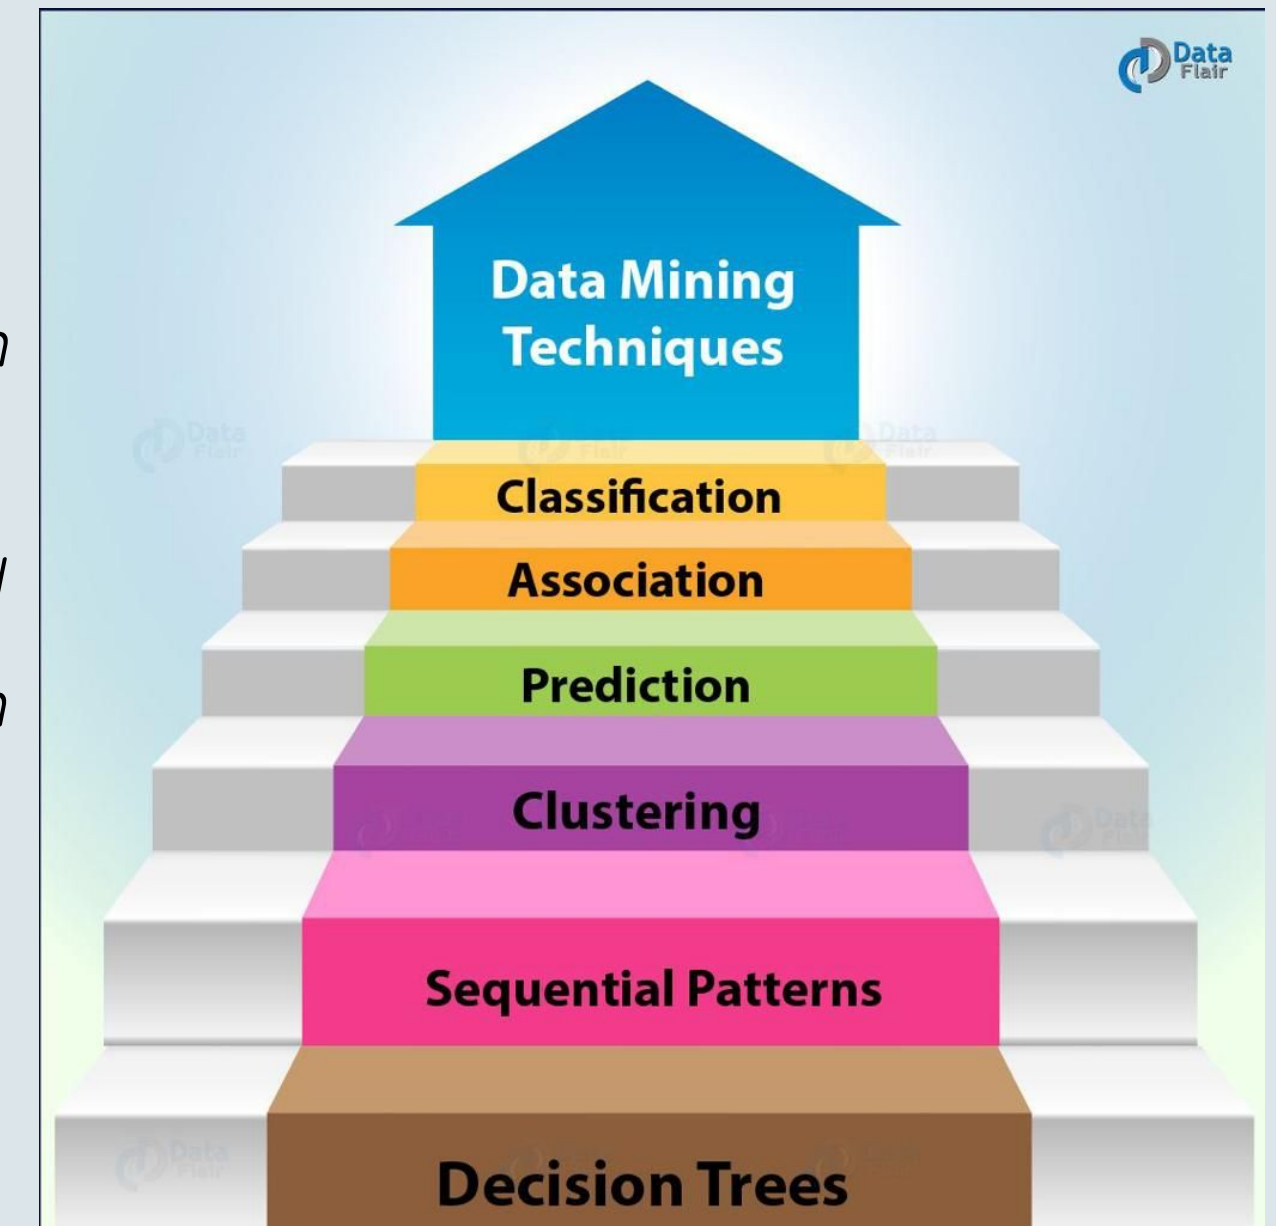 Data
Flair
Data Mining
Techniques
Classification
Association
Prediction
Clustering
Sequential Patterns
Decision Trees